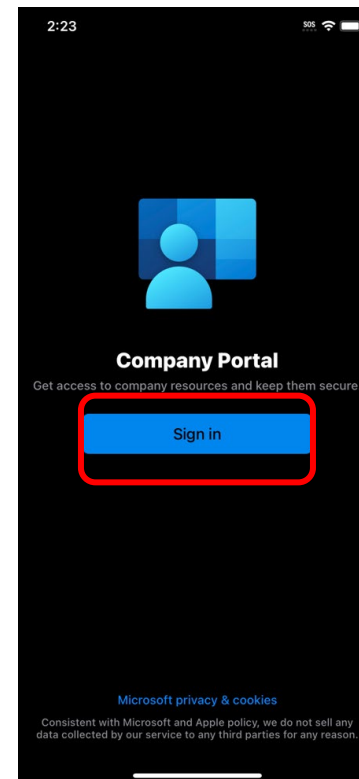 2:23
SOS
Company Portal
Get access to company resources and keep them secure
Sign in
Microsoft privacy & cookies
Consistent with Microsoft and Apple policy, we do not sell any
data collected by our service to any third parties for any reason.